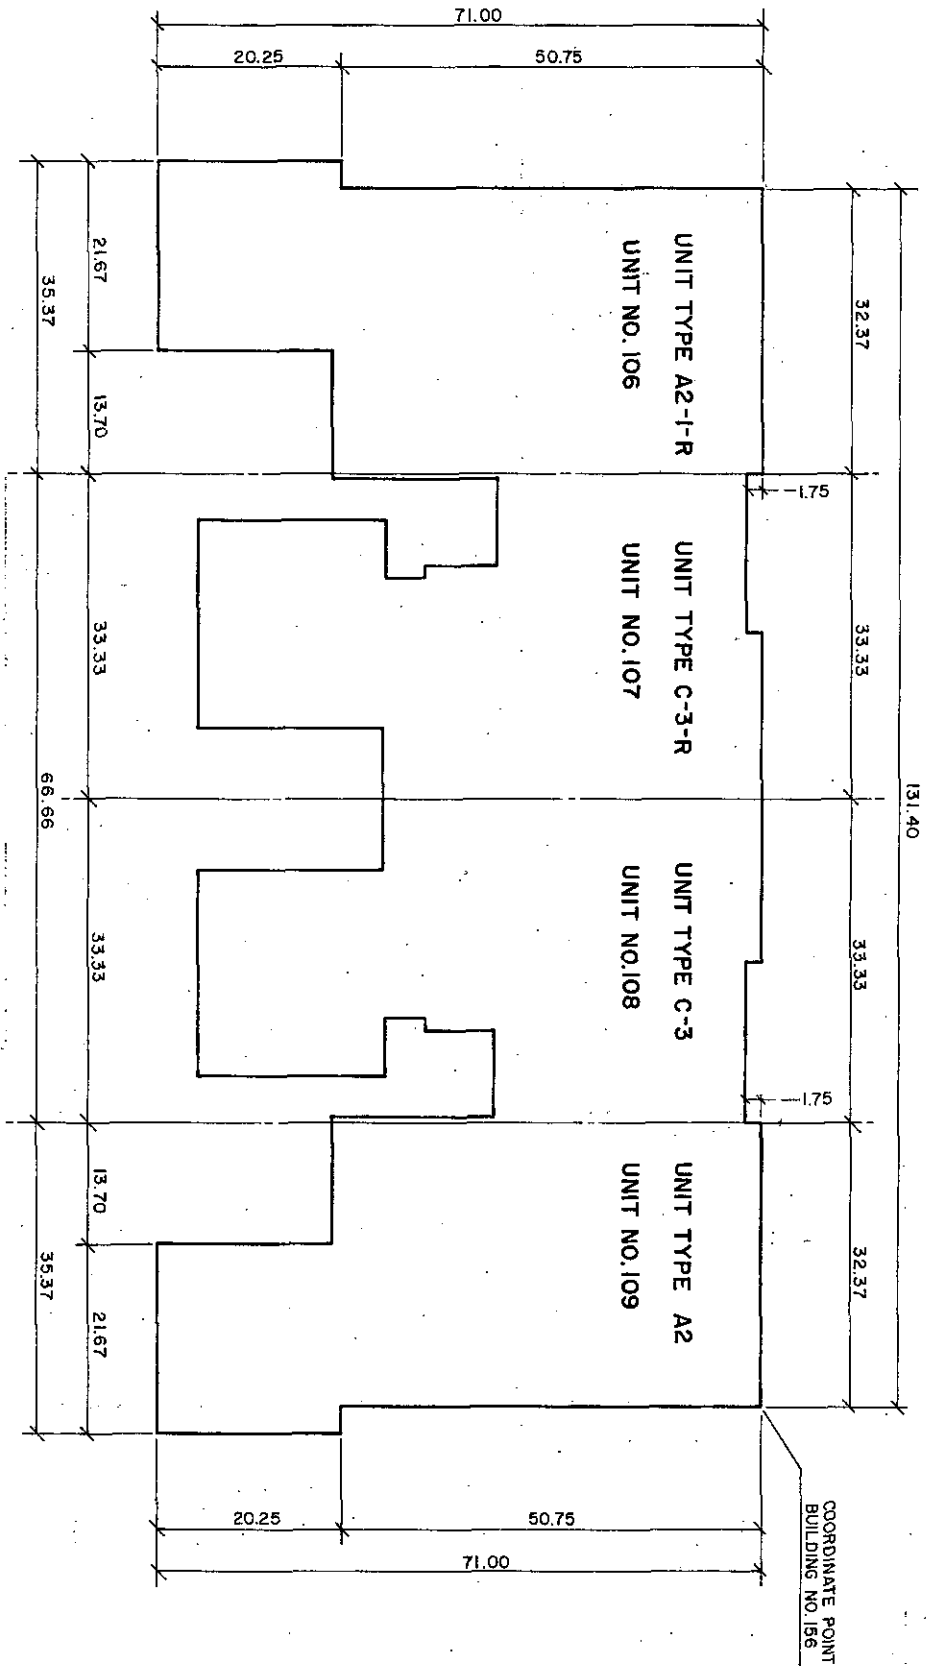 71.00
20.25
50.75
131.40
32.37
33.33
33.33
32.37
1.75
1.75
UNIT TYPE A2-1-R
UNIT NO. 106
UNIT TYPE C-3-R
UNIT NO. 107
UNIT TYPE C-3
UNIT NO. 108
UNIT TYPE A2
UNIT NO. 109
21.67
13.70
33.33
33.33
13.70
21.67
35.37
66.66
35.37
20.25
50.75
71.00
COORDINATE POINT
BUILDING NO. 156